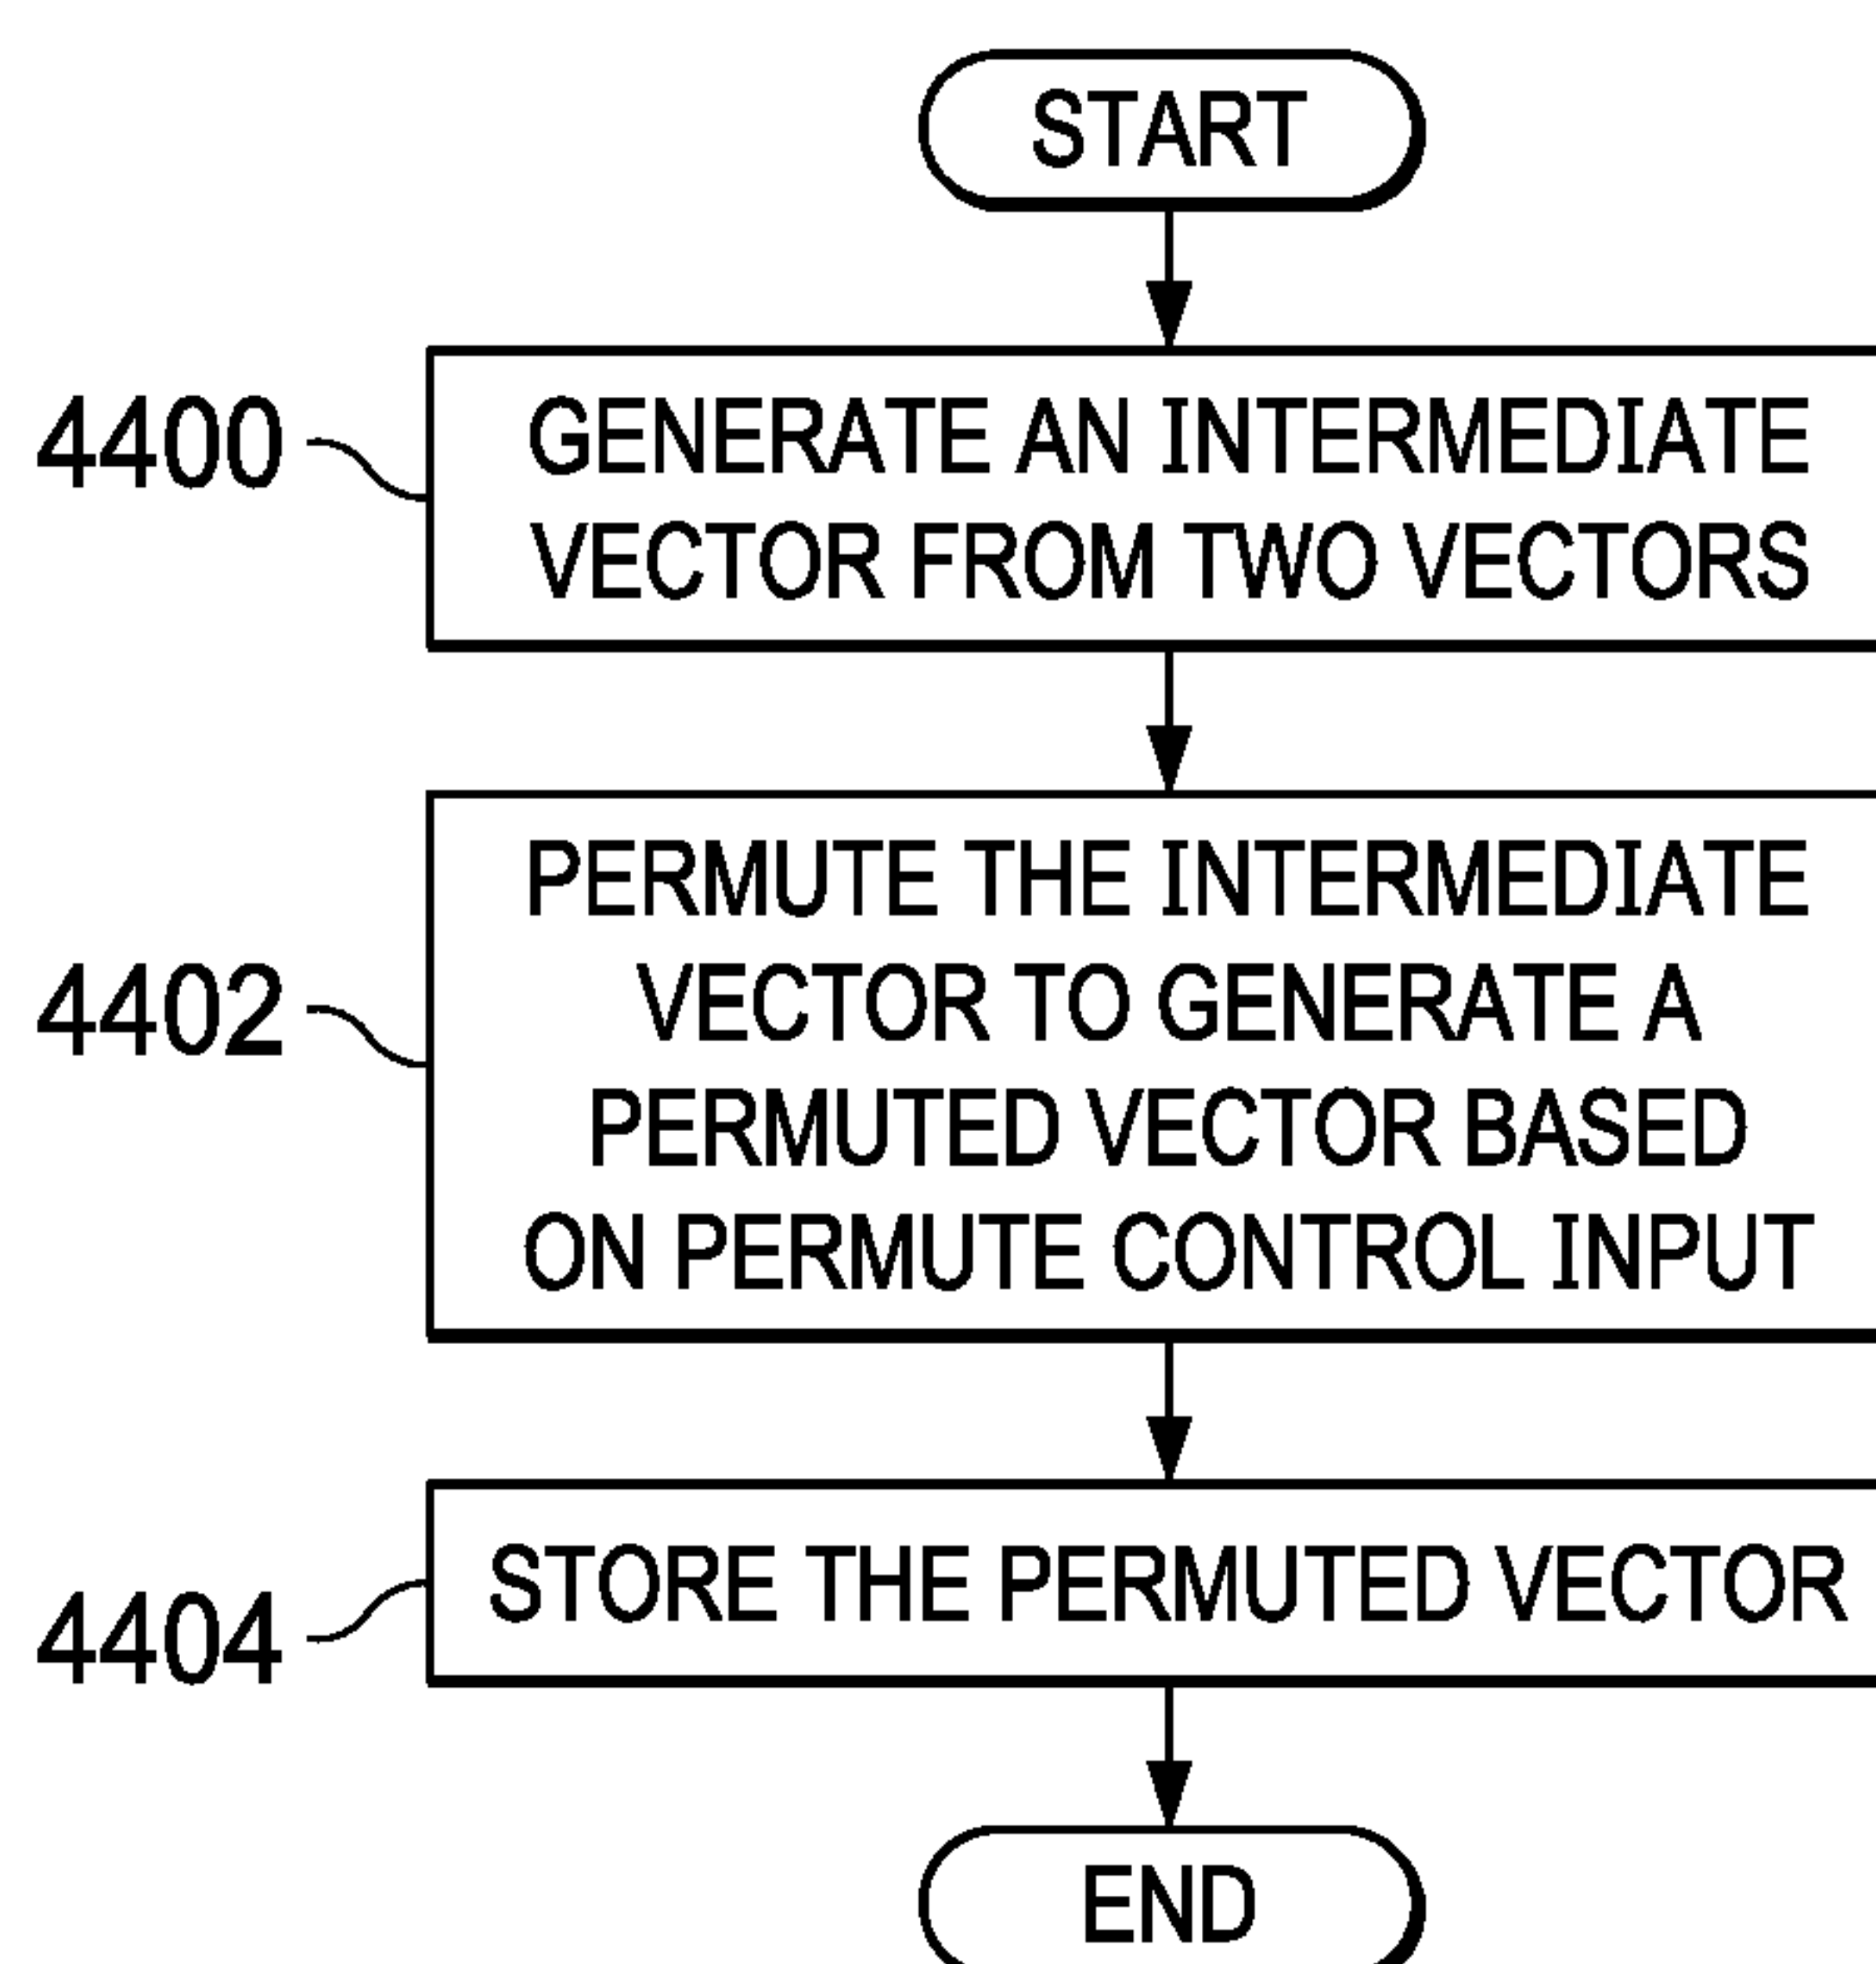 START
4400
GENERATE AN INTERMEDIATE
VECTOR FROM TWO VECTORS
4402
PERMUTE THE INTERMEDIATE
VECTOR TO GENERATE A
PERMUTED VECTOR BASED
ON PERMUTE CONTROL INPUT
4404
STORE THE PERMUTED VECTOR
END